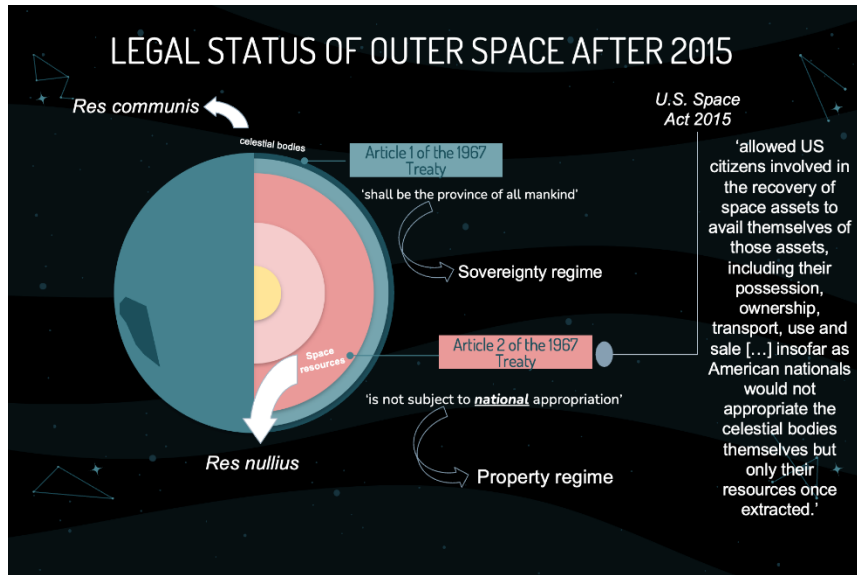 LEGAL STATUS OF OUTER SPACE AFTER 2015
Res communis
celestial bodies
Article 1 of the 1967
Treaty
‘shall be the province of all mankind’
Sovereignty regime
Space
resources
Article 2 of the 1967
Treaty
‘is not subject to national appropriation’
Res nullius
Property regime
U.S. Space
Act 2015
‘allowed US
citizens involved in
the recovery of
space assets to
avail themselves of
those assets,
including their
possession,
ownership,
transport, use and
sale […] insofar as
American nationals
would not
appropriate the
celestial bodies
themselves but
only their
resources once
extracted.’